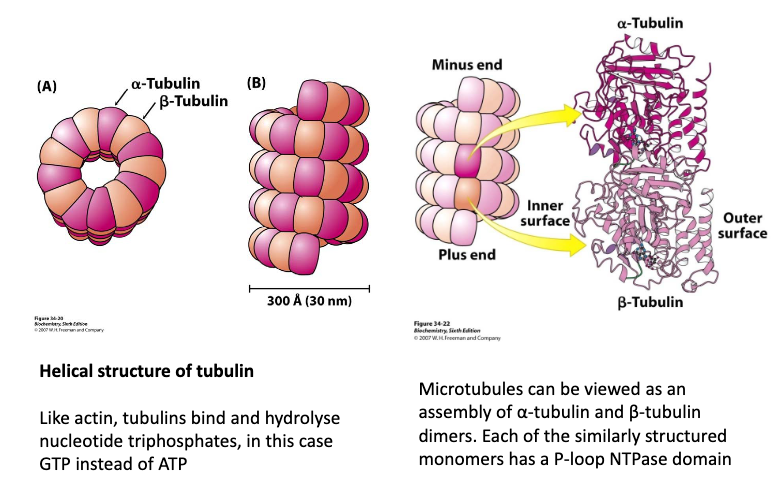 (A)
α-Tubulin
β-Tubulin
(B)
300 Å (30 nm)
Figure 34-20
Biochemistry, Sixth Edition
© 2007 W. H. Freeman and Company
Helical structure of tubulin
Like actin, tubulins bind and hydrolyse
nucleotide triphosphates, in this case
GTP instead of ATP
α-Tubulin
Minus end
Inner
surface
Outer
surface
Plus end
β-Tubulin
Figure 34-22
Biochemistry, Sixth Edition
© 2007 W. H. Freeman and Company
Microtubules can be viewed as an
assembly of α-tubulin and β-tubulin
dimers. Each of the similarly structured
monomers has a P-loop NTPase domain